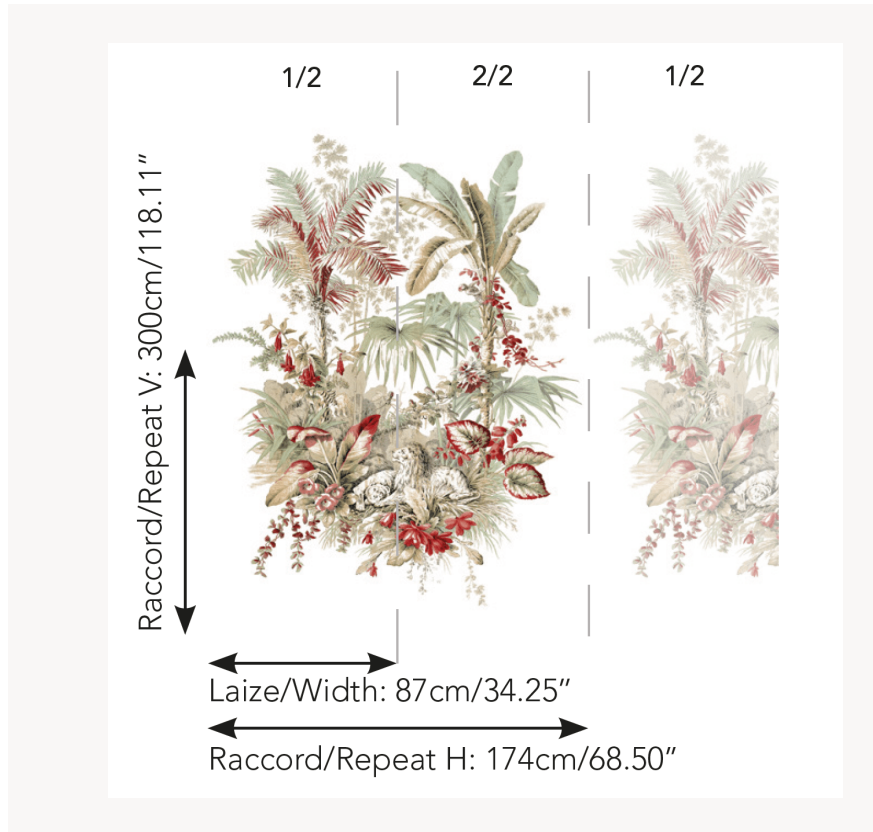 1/2
2/2
1/2
Raccord/Repeat V: 300cm/118.11”
Laize/Width: 87cm/34.25”
Raccord/Repeat H: 174cm/68.50”